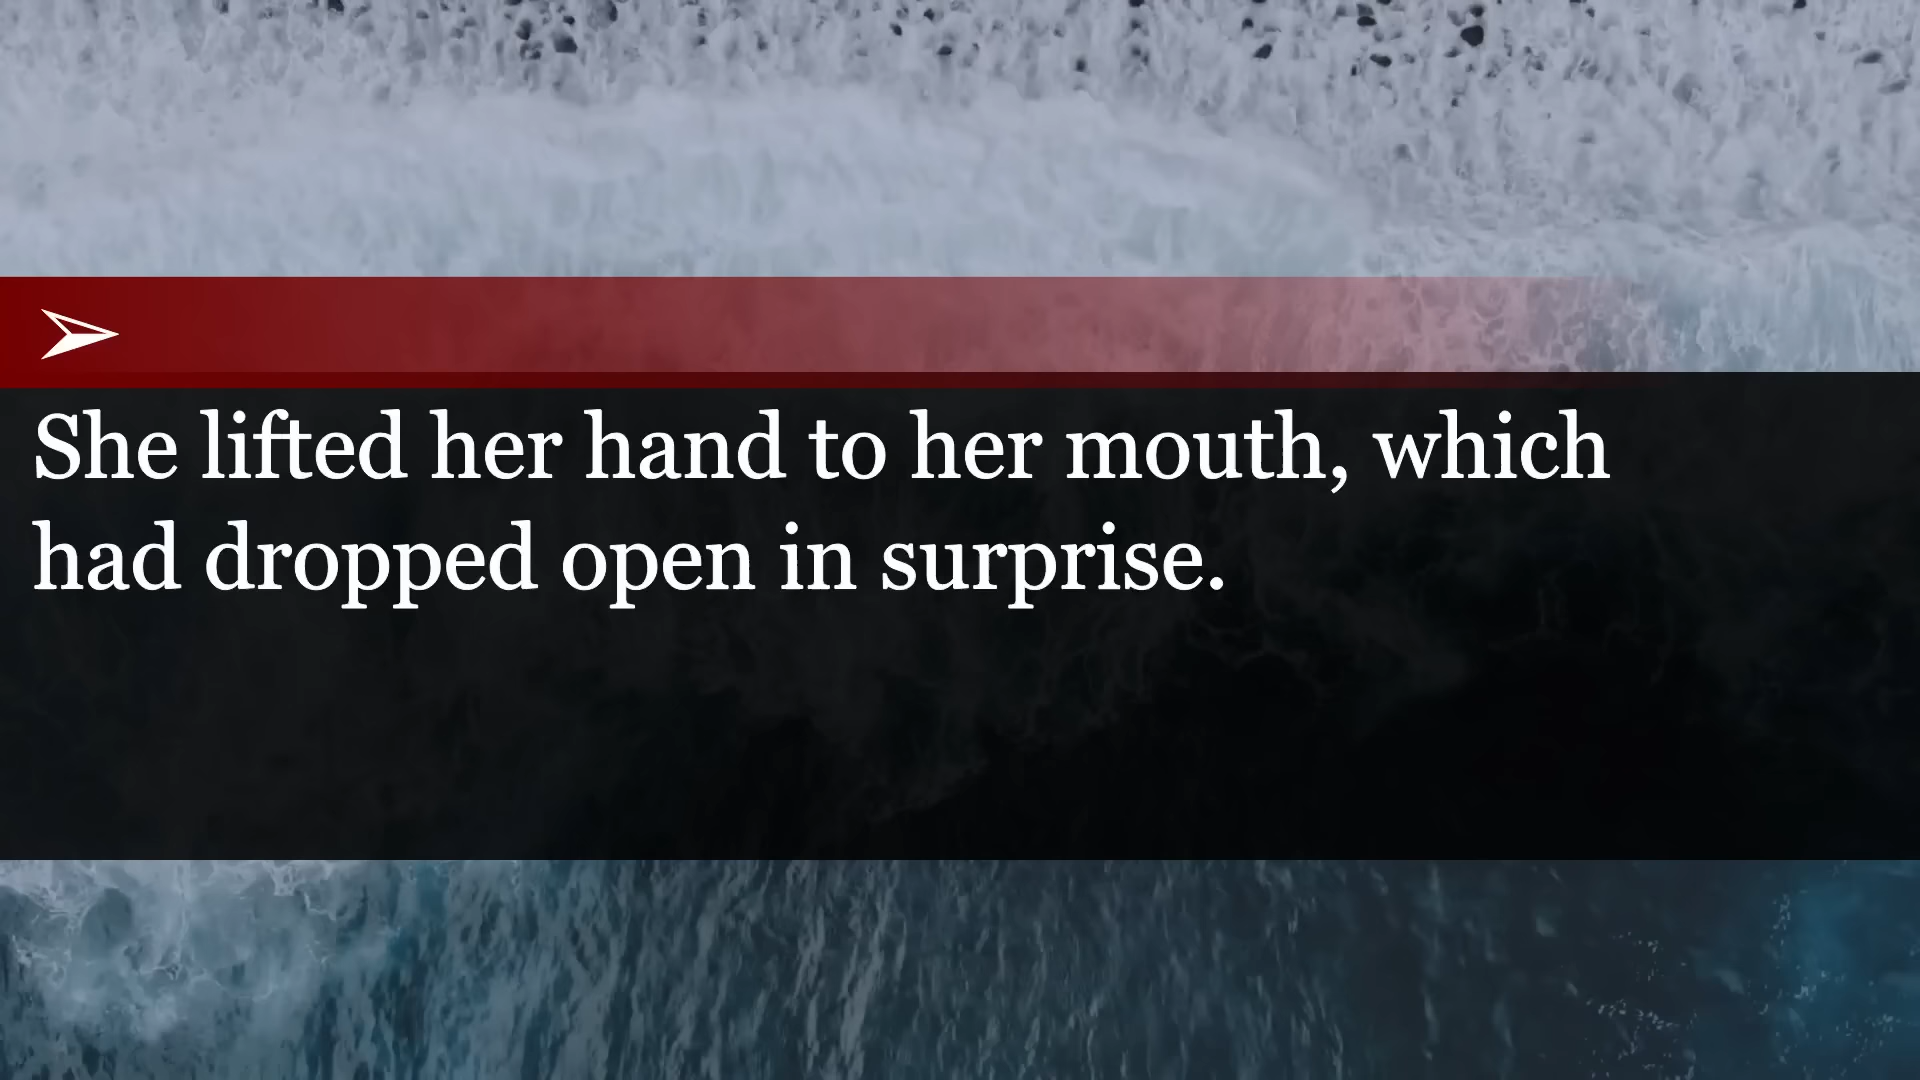 She lifted her hand to her mouth, which
had dropped open in surprise.